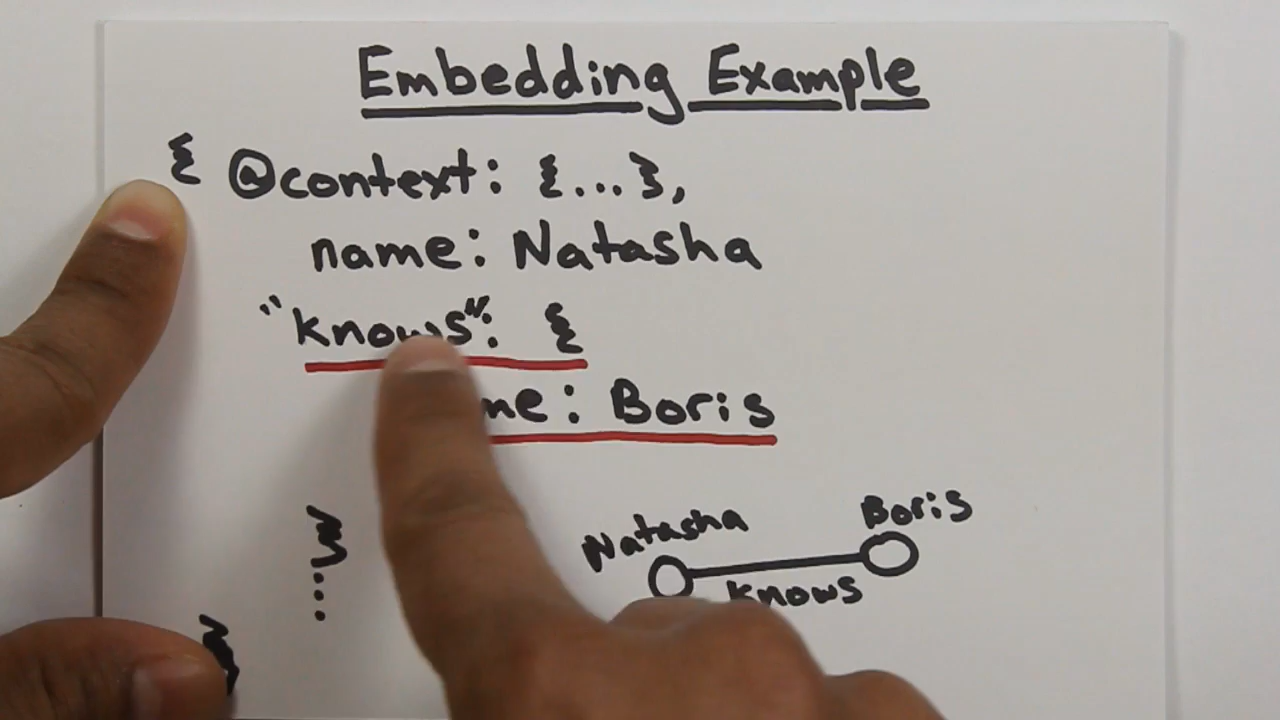 Embedding Example
{ @context: {...},
name: Natasha
"knows": {
me: Boris
}
...
}
Natasha
Boris
knows